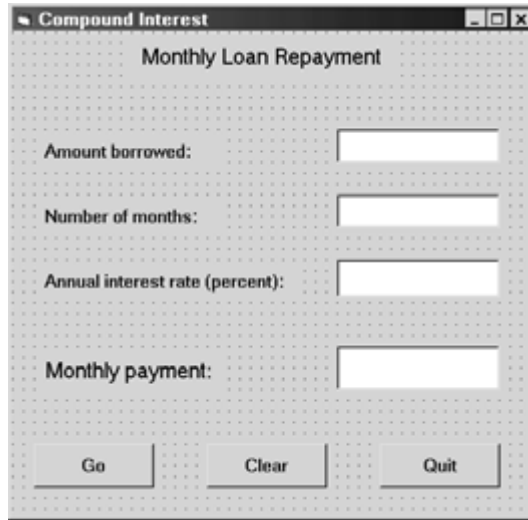 Compound Interest
Monthly Loan Repayment
Amount borrowed:
Number of months:
Annual interest rate (percent):
Monthly payment:
Go Clear Quit